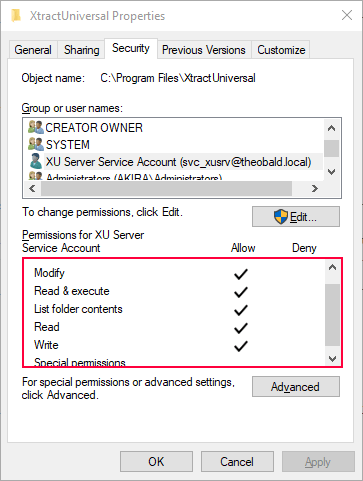 XtractUniversal Properties
General Sharing Security Previous Versions Customize
Object name: C:\Program Files\XtractUniversal
Group or user names:
CREATOR OWNER
SYSTEM
XU Server Service Account (svc_xusrv@theobald.local)
Administrators (AKIRA\Administrators)
To change permissions, click Edit. Edit...
Permissions for XU Server
Service Account Allow Deny
Modify
Read & execute
List folder contents
Read
Write
Special permissions
For special permissions or advanced settings,
click Advanced. Advanced
OK Cancel Apply